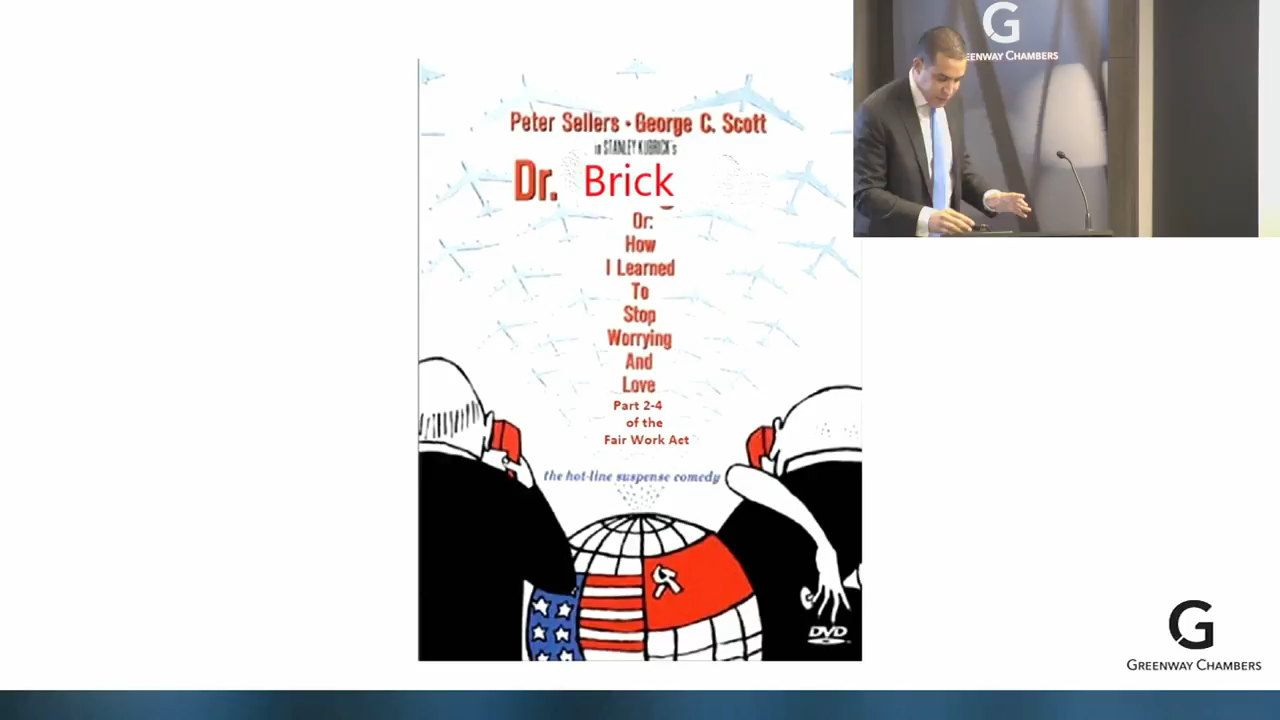 G
GREENWAY CHAMBERS
Peter Sellers · George C. Scott
in STANLEY KUBRICK's
Dr. Brick
Or:
How
I Learned
To
Stop
Worrying
And
Love
Part 2-4
of the
Fair Work Act
the hot-line suspense comedy
DVD
G
GREENWAY CHAMBERS